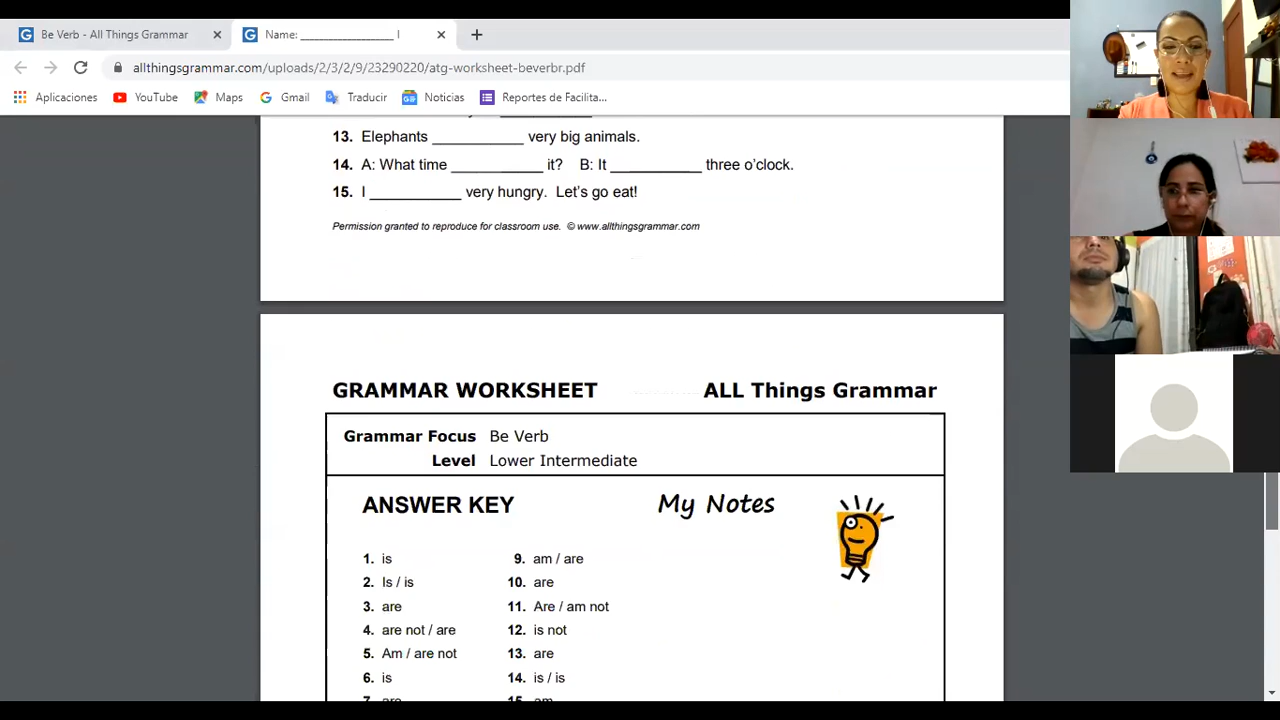 Be Verb - All Things Grammar
Name: __________________ I
allthingsgrammar.com/uploads/2/3/2/9/23290220/atg-worksheet-beverbr.pdf
Aplicaciones YouTube Maps Gmail Traducir Noticias Reportes de Facilita...
13. Elephants ___________ very big animals.
14. A: What time ___________ it? B: It ___________ three o'clock.
15. I ___________ very hungry. Let's go eat!
Permission granted to reproduce for classroom use. © www.allthingsgrammar.com
GRAMMAR WORKSHEET ALL Things Grammar
Grammar Focus Be Verb
Level Lower Intermediate
ANSWER KEY My Notes
1. is 9. am / are
2. Is / is 10. are
3. are 11. Are / am not
4. are not / are 12. is not
5. Am / are not 13. are
6. is 14. is / is
7. are 15. am